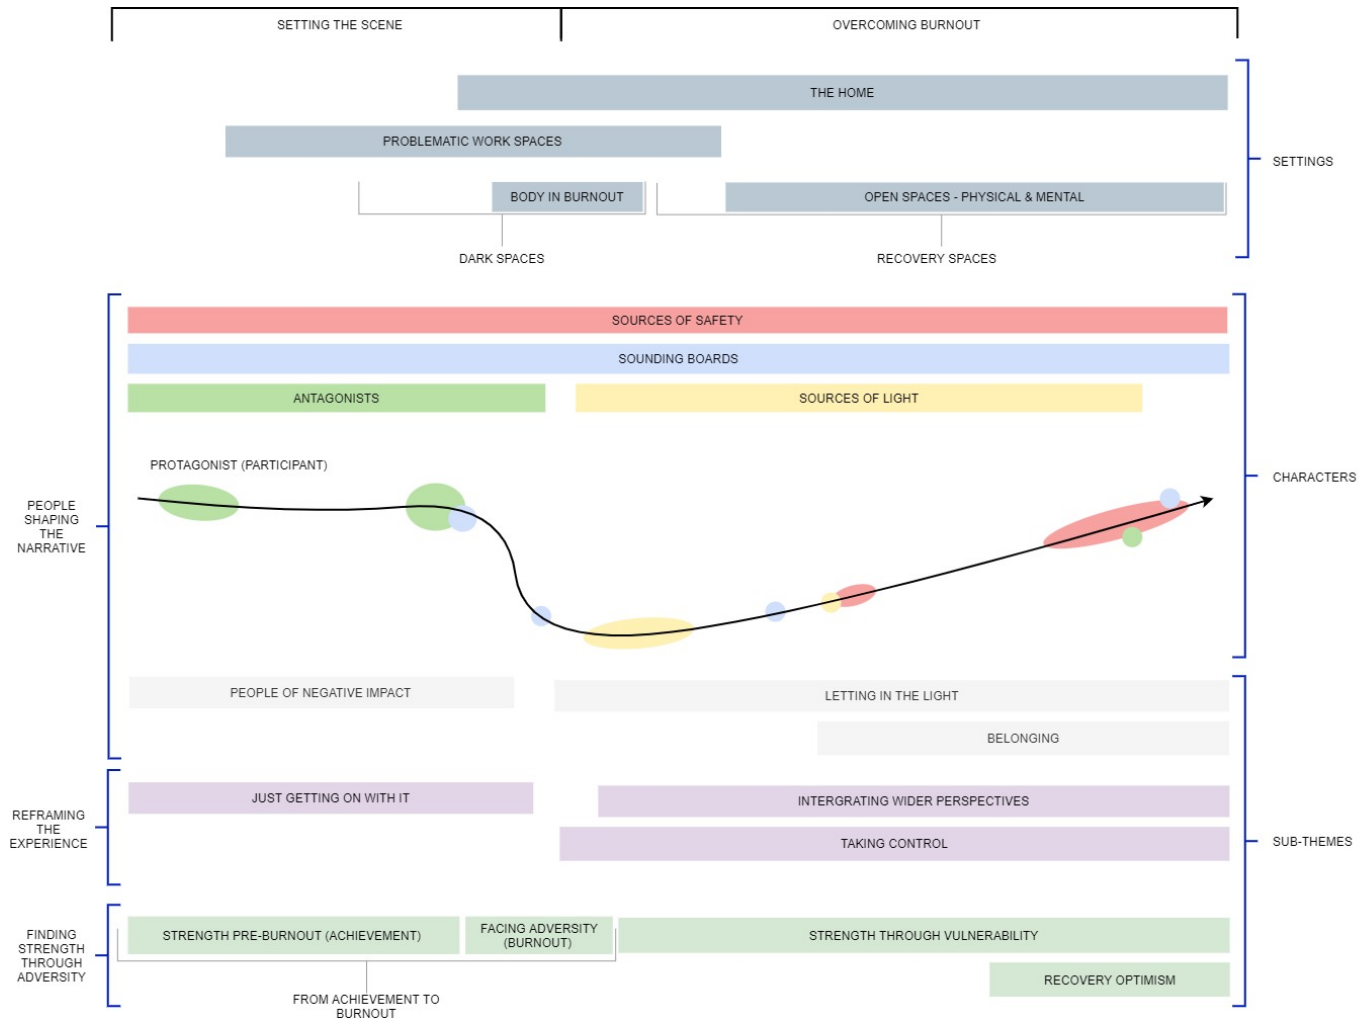 SETTING THE SCENE
OVERCOMING BURNOUT
THE HOME
PROBLEMATIC WORK SPACES
SETTINGS
BODY IN BURNOUT
OPEN SPACES - PHYSICAL & MENTAL
DARK SPACES
RECOVERY SPACES
SOURCES OF SAFETY
SOUNDING BOARDS
ANTAGONISTS
SOURCES OF LIGHT
PROTAGONIST (PARTICIPANT)
CHARACTERS
PEOPLE
SHAPING
THE
NARRATIVE
PEOPLE OF NEGATIVE IMPACT
LETTING IN THE LIGHT
BELONGING
JUST GETTING ON WITH IT
INTERGRATING WIDER PERSPECTIVES
REFRAMING
THE
EXPERIENCE
TAKING CONTROL
SUB-THEMES
FINDING
STRENGTH
THROUGH
ADVERSITY
STRENGTH PRE-BURNOUT (ACHIEVEMENT)
FACING ADVERSITY
(BURNOUT)
STRENGTH THROUGH VULNERABILITY
RECOVERY OPTIMISM
FROM ACHIEVEMENT TO
BURNOUT